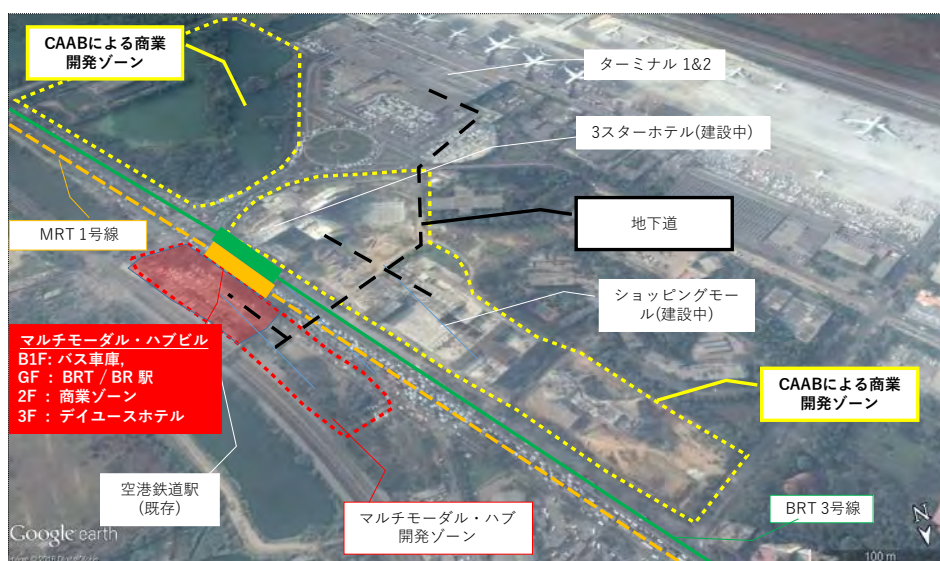 CAABによる商業
開発ゾーン
ターミナル 1&2
3スターホテル(建設中)
MRT 1号線
地下道
ショッピングモー
ル(建設中)
マルチモーダル・ハブビル
B1F: バス車庫,
GF : BRT / BR 駅
2F : 商業ゾーン
3F : デイユースホテル
CAABによる商業
開発ゾーン
空港鉄道駅
(既存)
マルチモーダル・ハブ
開発ゾーン
BRT 3号線
Google earth
N
100 m